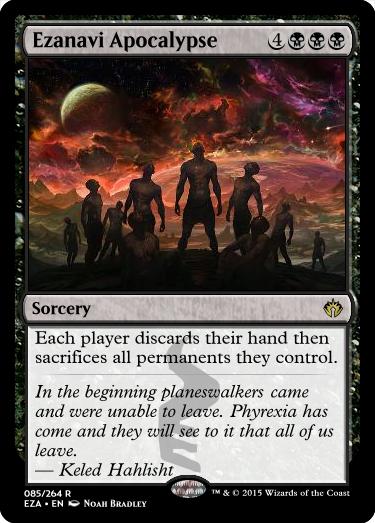 Ezanavi Apocalypse 4
Sorcery
Each player discards their hand then
sacrifices all permanents they control.
In the beginning planeswalkers came
and were unable to leave. Phyrexia has
come and they will see to it that all of us
leave.
— Keled Hahlisht
085/264 R
EZA • EN Noah Bradley
™ & © 2015 Wizards of the Coast